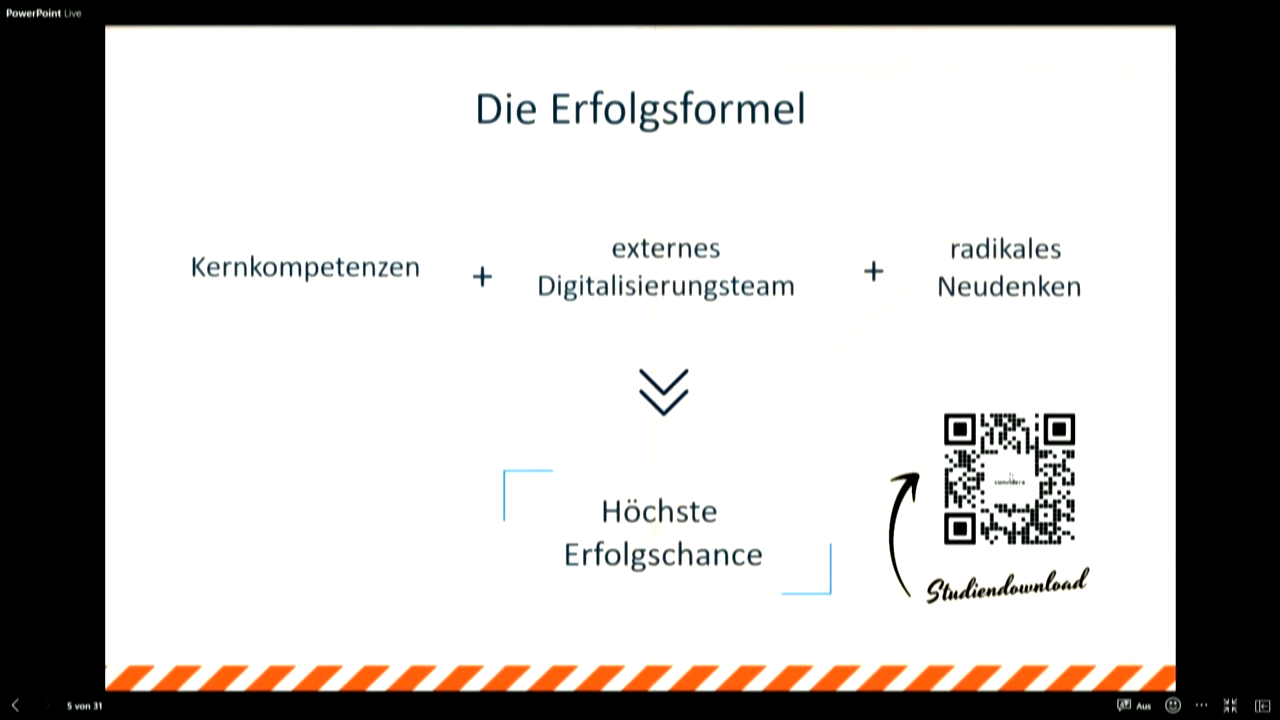 PowerPoint Live
Die Erfolgsformel
Kernkompetenzen
+
externes
Digitalisierungsteam
+
radikales
Neudenken
Höchste
Erfolgschance
Studiendownload
5 von 31
Aus